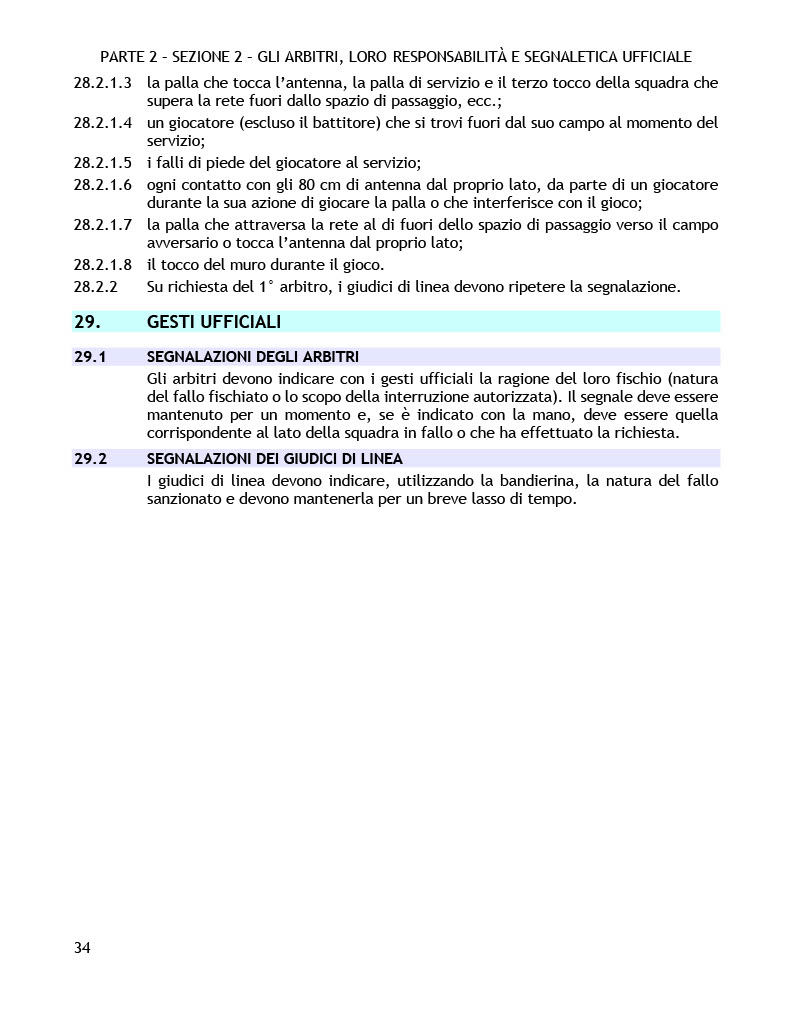 PARTE 2 – SEZIONE 2 – GLI ARBITRI, LORO RESPONSABILITÀ E SEGNALETICA UFFICIALE
28.2.1.3 la palla che tocca l’antenna, la palla di servizio e il terzo tocco della squadra che
supera la rete fuori dallo spazio di passaggio, ecc.;
28.2.1.4 un giocatore (escluso il battitore) che si trovi fuori dal suo campo al momento del
servizio;
28.2.1.5 i falli di piede del giocatore al servizio;
28.2.1.6 ogni contatto con gli 80 cm di antenna dal proprio lato, da parte di un giocatore
durante la sua azione di giocare la palla o che interferisce con il gioco;
28.2.1.7 la palla che attraversa la rete al di fuori dello spazio di passaggio verso il campo
avversario o tocca l’antenna dal proprio lato;
28.2.1.8 il tocco del muro durante il gioco.
28.2.2 Su richiesta del 1° arbitro, i giudici di linea devono ripetere la segnalazione.
29. GESTI UFFICIALI
29.1 SEGNALAZIONI DEGLI ARBITRI
Gli arbitri devono indicare con i gesti ufficiali la ragione del loro fischio (natura
del fallo fischiato o lo scopo della interruzione autorizzata). Il segnale deve essere
mantenuto per un momento e, se è indicato con la mano, deve essere quella
corrispondente al lato della squadra in fallo o che ha effettuato la richiesta.
29.2 SEGNALAZIONI DEI GIUDICI DI LINEA
I giudici di linea devono indicare, utilizzando la bandierina, la natura del fallo
sanzionato e devono mantenerla per un breve lasso di tempo.
34